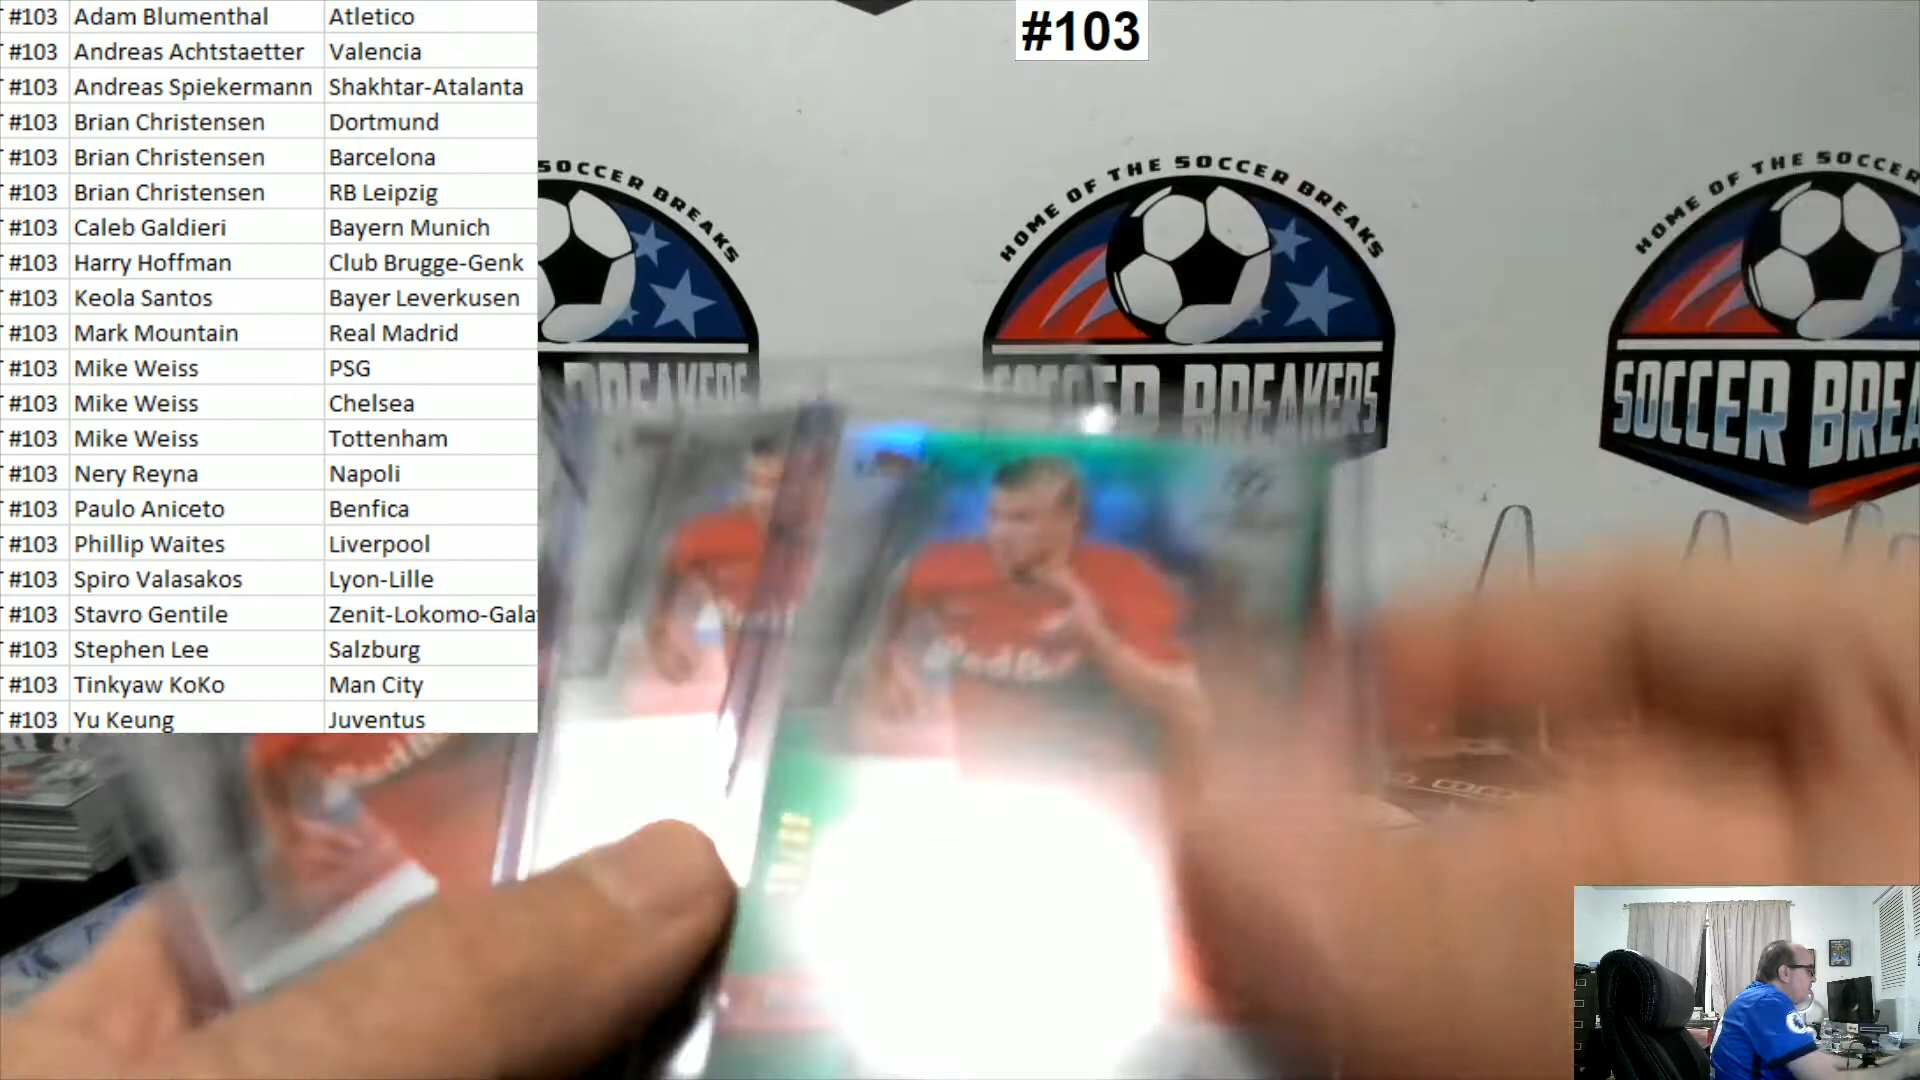 #103 Adam Blumenthal Atletico
#103 Andreas Achtstaetter Valencia
#103 Andreas Spiekermann Shakhtar-Atalanta
#103 Brian Christensen Dortmund
#103 Brian Christensen Barcelona
#103 Brian Christensen RB Leipzig
#103 Caleb Galdieri Bayern Munich
#103 Harry Hoffman Club Brugge-Genk
#103 Keola Santos Bayer Leverkusen
#103 Mark Mountain Real Madrid
#103 Mike Weiss PSG
#103 Mike Weiss Chelsea
#103 Mike Weiss Tottenham
#103 Nery Reyna Napoli
#103 Paulo Aniceto Benfica
#103 Phillip Waites Liverpool
#103 Spiro Valasakos Lyon-Lille
#103 Stavro Gentile Zenit-Lokomo-Gala
#103 Stephen Lee Salzburg
#103 Tinkyaw KoKo Man City
#103 Yu Keung Juventus
#103
SOCCER BREAKS
BREAKERS
HOME OF THE SOCCER BREAKS
SOCCER BREAKERS
HOME OF THE SOCCER
SOCCER BREA